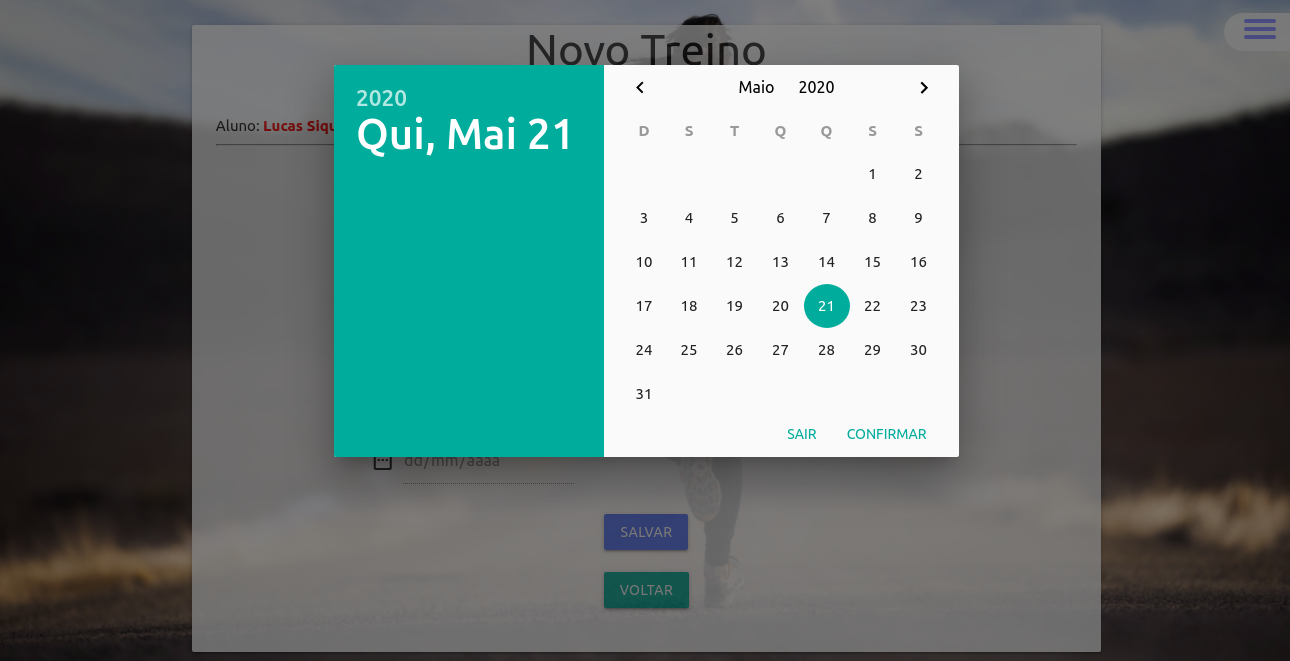 Novo Treino
Aluno: Lucas
2020
Qui, Mai 21
Maio 2020
D S T Q Q S S
1 2
3 4 5 6 7 8 9
10 11 12 13 14 15 16
17 18 19 20 21 22 23
24 25 26 27 28 29 30
31
SAIR CONFIRMAR
dd/mm/aaaa
SALVAR
VOLTAR